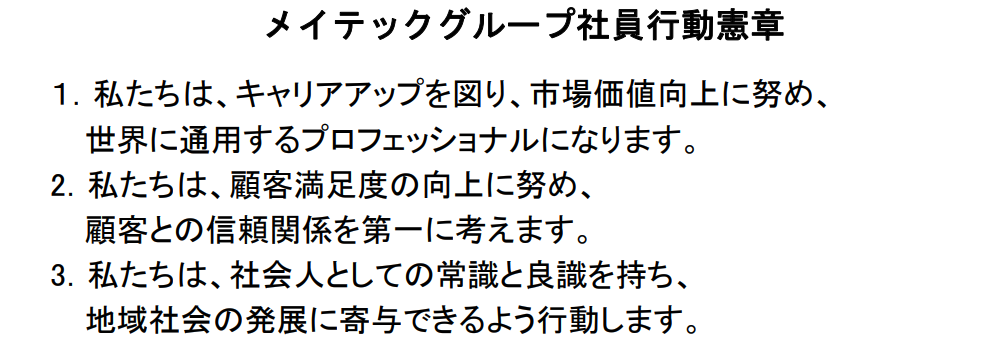 メイテックグループ社員行動憲章
１．私たちは、キャリアアップを図り、市場価値向上に努め、
世界に通用するプロフェッショナルになります。
２．私たちは、顧客満足度の向上に努め、
顧客との信頼関係を第一に考えます。
３．私たちは、社会人としての常識と良識を持ち、
地域社会の発展に寄与できるよう行動します。